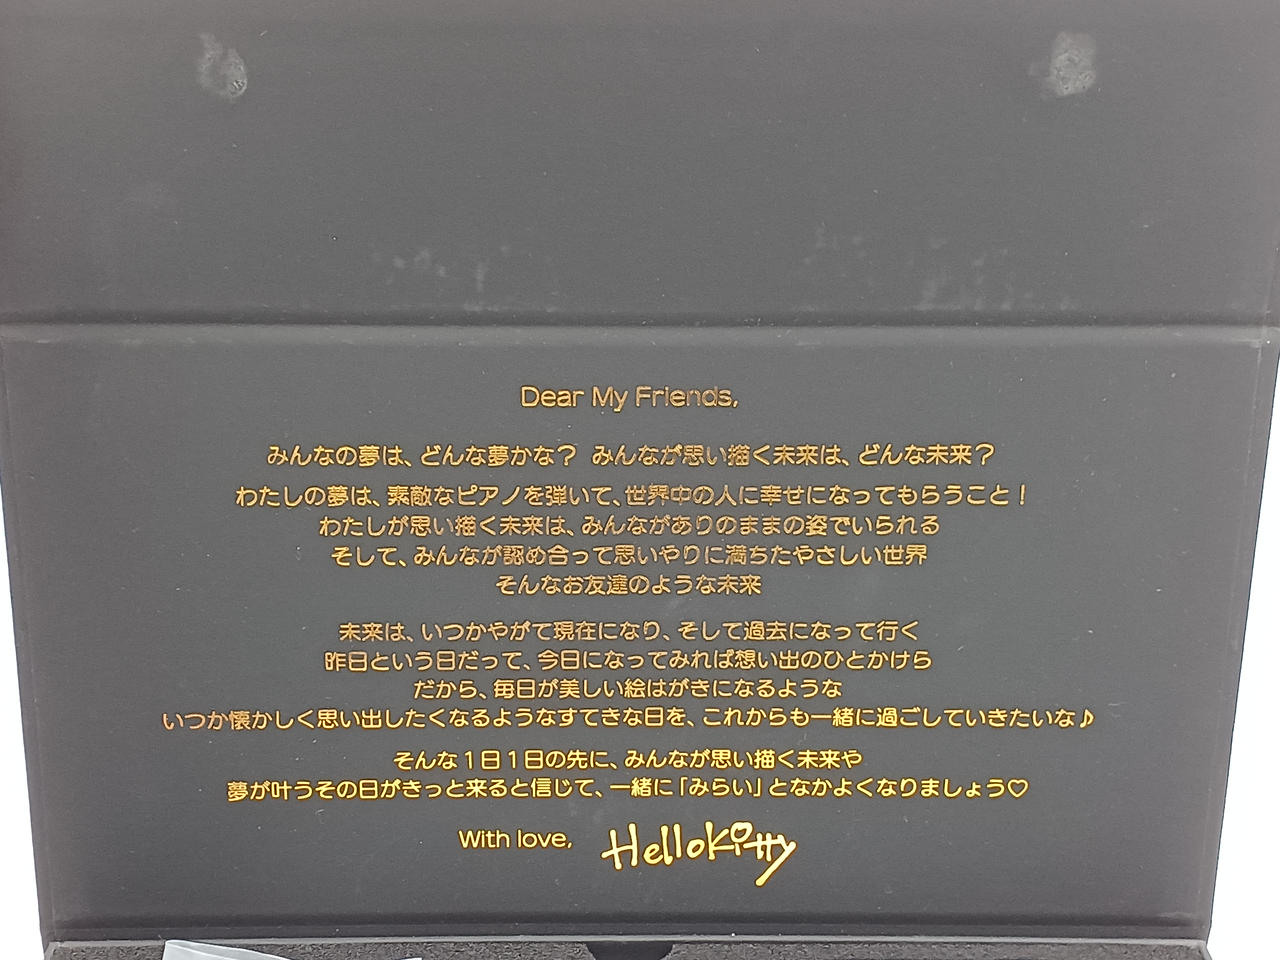 Dear My Friends,
みんなの夢は、どんな夢かな？ みんなが思い描く未来は、どんな未来？
わたしの夢は、素敵なピアノを弾いて、世界中の人に幸せになってもらうこと！
わたしが思い描く未来は、みんながありのままの姿でいられる
そして、みんなが認め合って思いやりに満ちたやさしい世界
そんなお友達のような未来
未来は、いつかやがて現在になり、そして過去になって行く
昨日という日だって、今日になってみれば想い出のひとかけら
だから、毎日が美しい絵はがきになるような
いつか懐かしく思い出したくなるようなすてきな日を、これからも一緒に過ごしていきたいな♪
そんな１日１日の先に、みんなが思い描く未来や
夢が叶うその日がきっと来ると信じて、一緒に「みらい」となかよくなりましょう♡
With love, HelloKitty